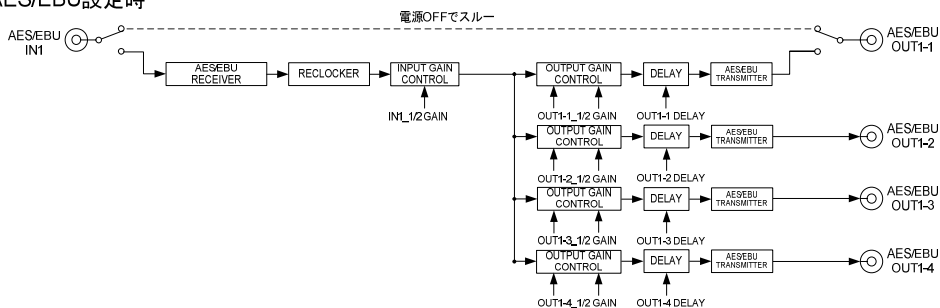 AES/EBU設定時
電源OFFでスルー
AES/EBU
IN1
AES/EBU
OUT1-1
AES/EBU
RECEIVER
RECLOCKER
INPUT GAIN
CONTROL
OUTPUT GAIN
CONTROL
DELAY
AES/EBU
TRANSMITTER
IN1_1/2 GAIN
OUT1-1_1/2 GAIN
OUT1-1 DELAY
OUTPUT GAIN
CONTROL
DELAY
AES/EBU
TRANSMITTER
AES/EBU
OUT1-2
OUT1-2_1/2 GAIN
OUT1-2 DELAY
OUTPUT GAIN
CONTROL
DELAY
AES/EBU
TRANSMITTER
AES/EBU
OUT1-3
OUT1-3_1/2 GAIN
OUT1-3 DELAY
OUTPUT GAIN
CONTROL
DELAY
AES/EBU
TRANSMITTER
AES/EBU
OUT1-4
OUT1-4_1/2 GAIN
OUT1-4 DELAY